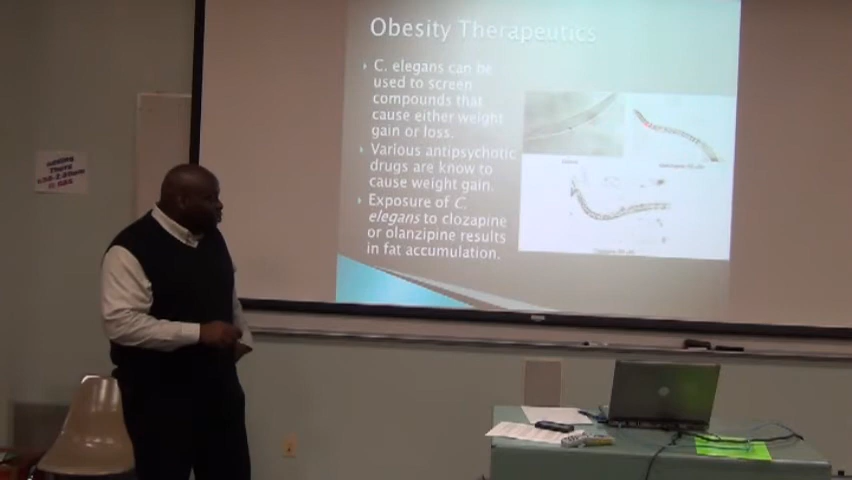 Obesity Therapeutics
C. elegans can be
used to screen
compounds that
cause either weight
gain or loss.
Various antipsychotic
drugs are know to
cause weight gain.
Exposure of C.
elegans to clozapine
or olanzipine results
in fat accumulation.